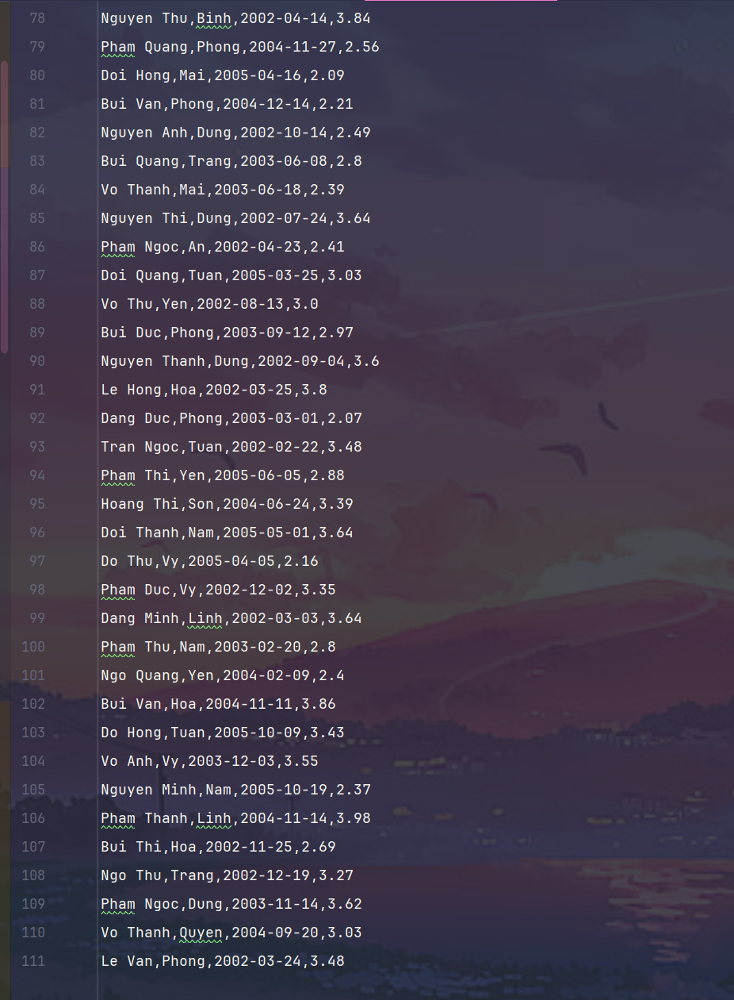 78 Nguyen Thu,Binh,2002-04-14,3.84
79 Pham Quang,Phong,2004-11-27,2.56
80 Doi Hong,Mai,2005-04-16,2.09
81 Bui Van,Phong,2004-12-14,2.21
82 Nguyen Anh,Dung,2002-10-14,2.49
83 Bui Quang,Trang,2003-06-08,2.8
84 Vo Thanh,Mai,2003-06-18,2.39
85 Nguyen Thi,Dung,2002-07-24,3.64
86 Pham Ngoc,An,2002-04-23,2.41
87 Doi Quang,Tuan,2005-03-25,3.03
88 Vo Thu,Yen,2002-08-13,3.0
89 Bui Duc,Phong,2003-09-12,2.97
90 Nguyen Thanh,Dung,2002-09-04,3.6
91 Le Hong,Hoa,2002-03-25,3.8
92 Dang Duc,Phong,2003-03-01,2.07
93 Tran Ngoc,Tuan,2002-02-22,3.48
94 Pham Thi,Yen,2005-06-05,2.88
95 Hoang Thi,Son,2004-06-24,3.39
96 Doi Thanh,Nam,2005-05-01,3.64
97 Do Thu,Vy,2005-04-05,2.16
98 Pham Duc,Vy,2002-12-02,3.35
99 Dang Minh,Linh,2002-03-03,3.64
100 Pham Thu,Nam,2003-02-20,2.8
101 Ngo Quang,Yen,2004-02-09,2.4
102 Bui Van,Hoa,2004-11-11,3.86
103 Do Hong,Tuan,2005-10-09,3.43
104 Vo Anh,Vy,2003-12-03,3.55
105 Nguyen Minh,Nam,2005-10-19,2.37
106 Pham Thanh,Linh,2004-11-14,3.98
107 Bui Thi,Hoa,2002-11-25,2.69
108 Ngo Thu,Trang,2002-12-19,3.27
109 Pham Ngoc,Dung,2003-11-14,3.62
110 Vo Thanh,Quyen,2004-09-20,3.03
111 Le Van,Phong,2002-03-24,3.48